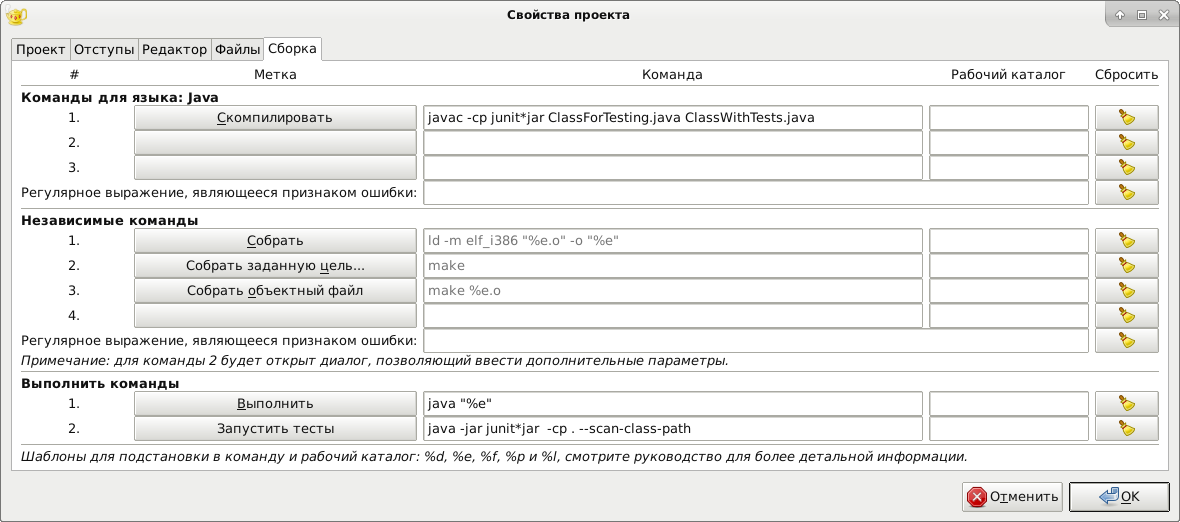 Свойства проекта
Проект Отступы Редактор Файлы Сборка
# Метка Команда Рабочий каталог Сбросить
Команды для языка: Java
1. Скомпилировать javac -cp junit*jar ClassForTesting.java ClassWithTests.java
2.
3.
Регулярное выражение, являющееся признаком ошибки:
Независимые команды
1. Собрать ld -m elf_i386 "%e.o" -o "%e"
2. Собрать заданную цель... make
3. Собрать объектный файл make %e.o
4.
Регулярное выражение, являющееся признаком ошибки:
Примечание: для команды 2 будет открыт диалог, позволяющий ввести дополнительные параметры.
Выполнить команды
1. Выполнить java "%e"
2. Запустить тесты java -jar junit*jar  -cp . --scan-class-path
Шаблоны для подстановки в команду и рабочий каталог: %d, %e, %f, %p и %l, смотрите руководство для более детальной информации.
Отменить OK